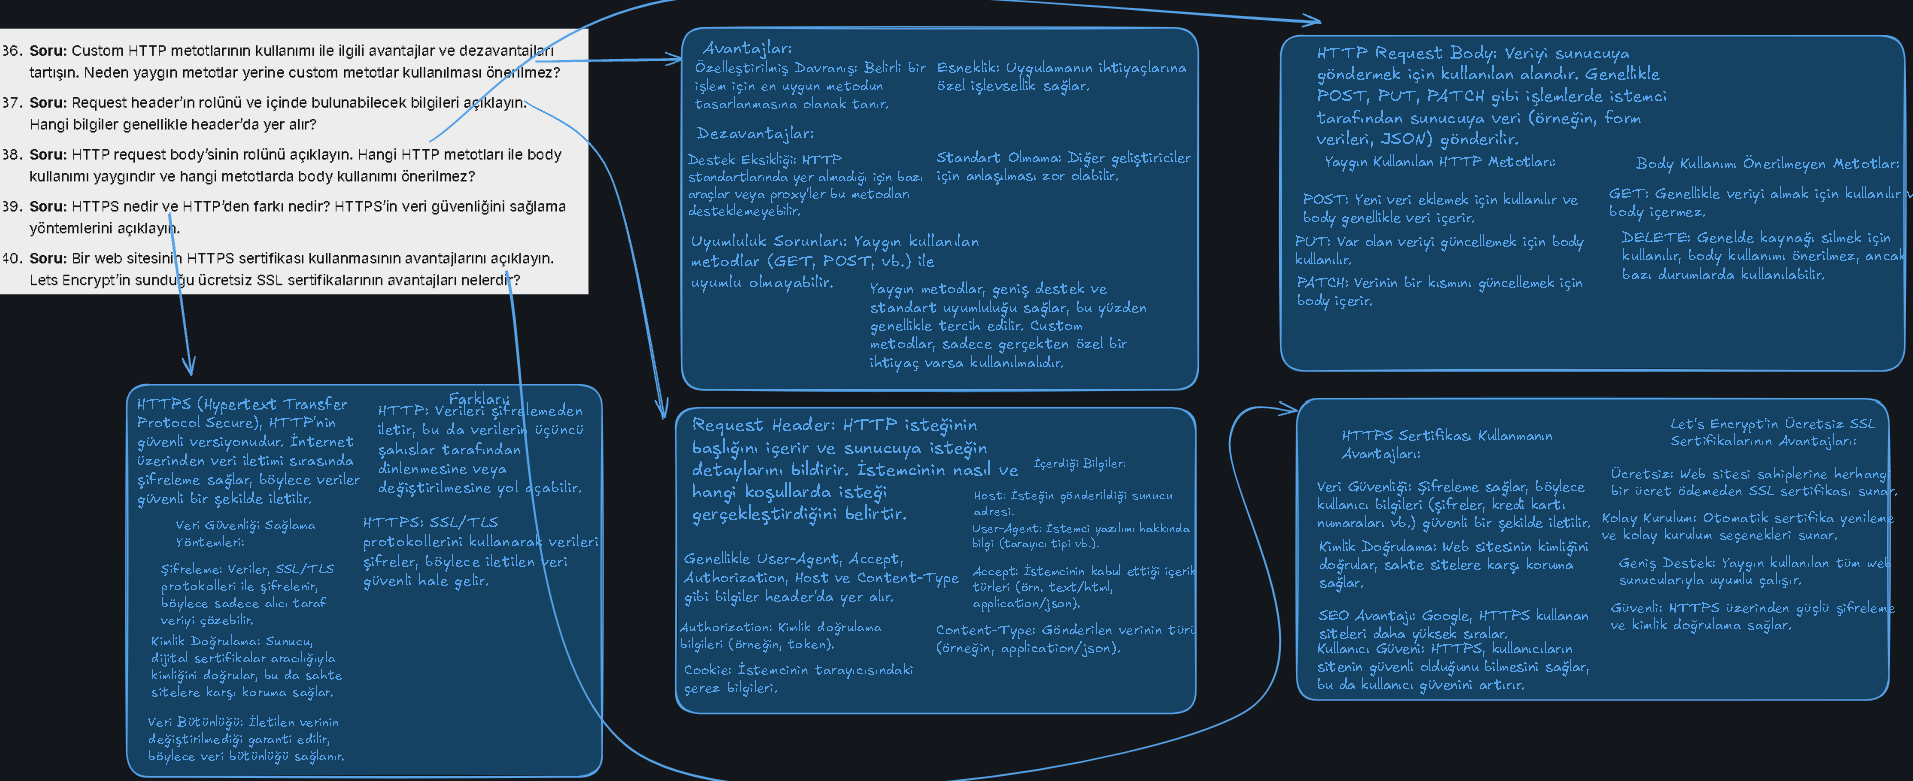 36. Soru: Custom HTTP metotlarının kullanımı ile ilgili avantajlar ve dezavantajları
tartışın. Neden yaygın metotlar yerine custom metotlar kullanılması önerilmez?
37. Soru: Request header'ın rolünü ve içinde bulunabilecek bilgileri açıklayın.
Hangi bilgiler genellikle header'da yer alır?
38. Soru: HTTP request body'sinin rolünü açıklayın. Hangi HTTP metotları ile body
kullanımı yaygındır ve hangi metotlarda body kullanımı önerilmez?
39. Soru: HTTPS nedir ve HTTP'den farkı nedir? HTTPS'in veri güvenliğini sağlama
yöntemlerini açıklayın.
40. Soru: Bir web sitesinin HTTPS sertifikası kullanmasının avantajlarını açıklayın.
Lets Encrypt'in sunduğu ücretsiz SSL sertifikalarının avantajları nelerdir?
Avantajlar:
Özelleştirilmiş Davranış: Belirli bir
işlem için en uygun metodun
tasarlanmasına olanak tanır.
Esneklik: Uygulamanın ihtiyaçlarına
özel işlevsellik sağlar.
Dezavantajlar:
Destek Eksikliği: HTTP
standartlarında yer almadığı için bazı
araçlar veya proxy'ler bu metodları
desteklemeyebilir.
Standart Olmama: Diğer geliştiriciler
için anlaşılması zor olabilir.
Uyumluluk Sorunları: Yaygın kullanılan
metodlar (GET, POST, vb.) ile
uyumlu olmayabilir.
Yaygın metodlar, geniş destek ve
standart uyumluluğu sağlar, bu yüzden
genellikle tercih edilir. Custom
metodlar, sadece gerçekten özel bir
ihtiyaç varsa kullanılmalıdır.
HTTP Request Body: Veriyi sunucuya
göndermek için kullanılan alandır. Genellikle
POST, PUT, PATCH gibi işlemlerde istemci
tarafından sunucuya veri (örneğin, form
verileri, JSON) gönderilir.
Yaygın Kullanılan HTTP Metotları:
POST: Yeni veri eklemek için kullanılır ve
body genellikle veri içerir.
PUT: Var olan veriyi güncellemek için body
kullanılır.
PATCH: Verinin bir kısmını güncellemek için
body içerir.
Body Kullanımı Önerilmeyen Metotlar:
GET: Genellikle veriyi almak için kullanılır v
body içermez.
DELETE: Genelde kaynağı silmek için
kullanılır, body kullanımı önerilmez, ancak
bazı durumlarda kullanılabilir.
HTTPS (Hypertext Transfer
Protocol Secure), HTTP'nin
güvenli versiyonudur. İnternet
üzerinden veri iletimi sırasında
şifreleme sağlar, böylece veriler
güvenli bir şekilde iletilir.
Veri Güvenliği Sağlama
Yöntemleri:
Şifreleme: Veriler, SSL/TLS
protokolleri ile şifrelenir,
böylece sadece alıcı taraf
veriyi çözebilir.
Kimlik Doğrulama: Sunucu,
dijital sertifikalar aracılığıyla
kimliğini doğrular, bu da sahte
sitelere karşı koruma sağlar.
Veri Bütünlüğü: İletilen verinin
değiştirilmediği garanti edilir,
böylece veri bütünlüğü sağlanır.
Farkları:
HTTP: Verileri şifrelemeden
iletir, bu da verilerin üçüncü
şahıslar tarafından
dinlenmesine veya
değiştirilmesine yol açabilir.
HTTPS: SSL/TLS
protokollerini kullanarak verileri
şifreler, böylece iletilen veri
güvenli hale gelir.
Request Header: HTTP isteğinin
başlığını içerir ve sunucuya isteğin
detaylarını bildirir. İstemcinin nasıl ve
hangi koşullarda isteği
gerçekleştirdiğini belirtir.
Genellikle User-Agent, Accept,
Authorization, Host ve Content-Type
gibi bilgiler header'da yer alır.
Authorization: Kimlik doğrulama
bilgileri (örneğin, token).
Cookie: İstemcinin tarayıcısındaki
çerez bilgileri.
İçerdiği Bilgiler:
Host: İsteğin gönderildiği sunucu
adresi.
User-Agent: İstemci yazılımı hakkında
bilgi (tarayıcı tipi vb.).
Accept: İstemcinin kabul ettiği içerik
türleri (örn. text/html,
application/json).
Content-Type: Gönderilen verinin türü
(örneğin, application/json).
HTTPS Sertifikası Kullanmanın
Avantajları:
Veri Güvenliği: Şifreleme sağlar, böylece
kullanıcı bilgileri (şifreler, kredi kartı
numaraları vb.) güvenli bir şekilde iletilir.
Kimlik Doğrulama: Web sitesinin kimliğini
doğrular, sahte sitelere karşı koruma
sağlar.
SEO Avantajı: Google, HTTPS kullanan
siteleri daha yüksek sıralar.
Kullanıcı Güveni: HTTPS, kullanıcıların
sitenin güvenli olduğunu bilmesini sağlar,
bu da kullanıcı güvenini artırır.
Let's Encrypt'in Ücretsiz SSL
Sertifikalarının Avantajları:
Ücretsiz: Web sitesi sahiplerine herhang
bir ücret ödemeden SSL sertifikası sunar.
Kolay Kurulum: Otomatik sertifika yenileme
ve kolay kurulum seçenekleri sunar.
Geniş Destek: Yaygın kullanılan tüm web
sunucularıyla uyumlu çalışır.
Güvenli: HTTPS üzerinden güçlü şifreleme
ve kimlik doğrulama sağlar.